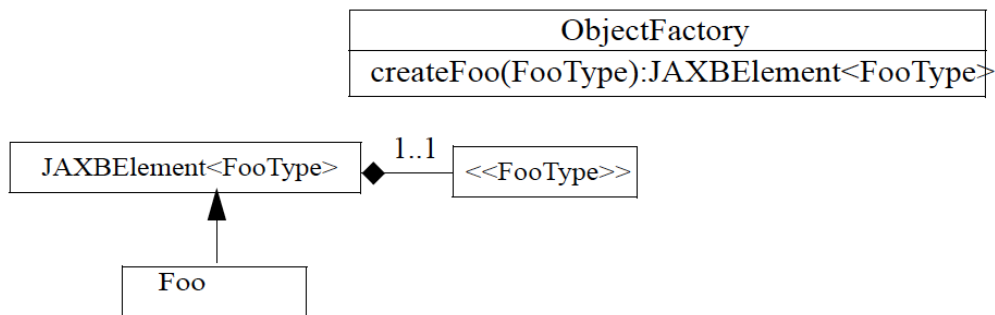 ObjectFactory
createFoo(FooType):JAXBElement<FooType>
JAXBElement<FooType>
1..1
<<FooType>>
Foo